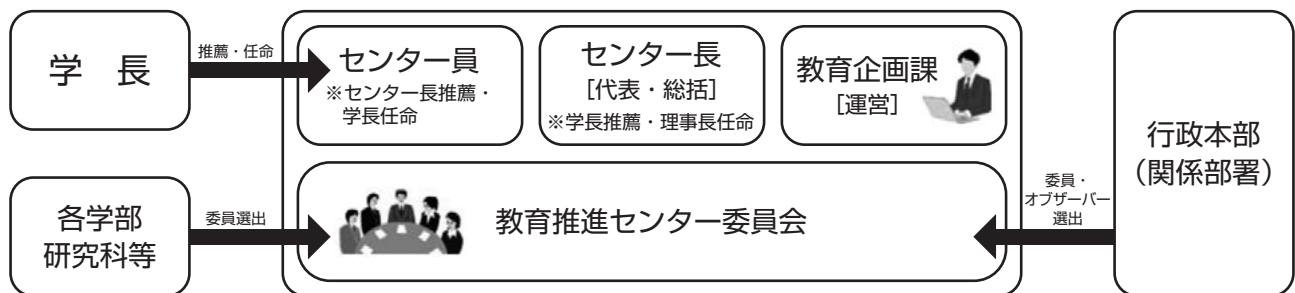 学　長
推薦・任命
センター員
※センター長推薦・
学長任命
センター長
［代表・総括］
※学長推薦・理事長任命
教育企画課
［運営］
各学部
研究科等
委員選出
教育推進センター委員会
委員・
オブザーバー
選出
行政本部
（関係部署）